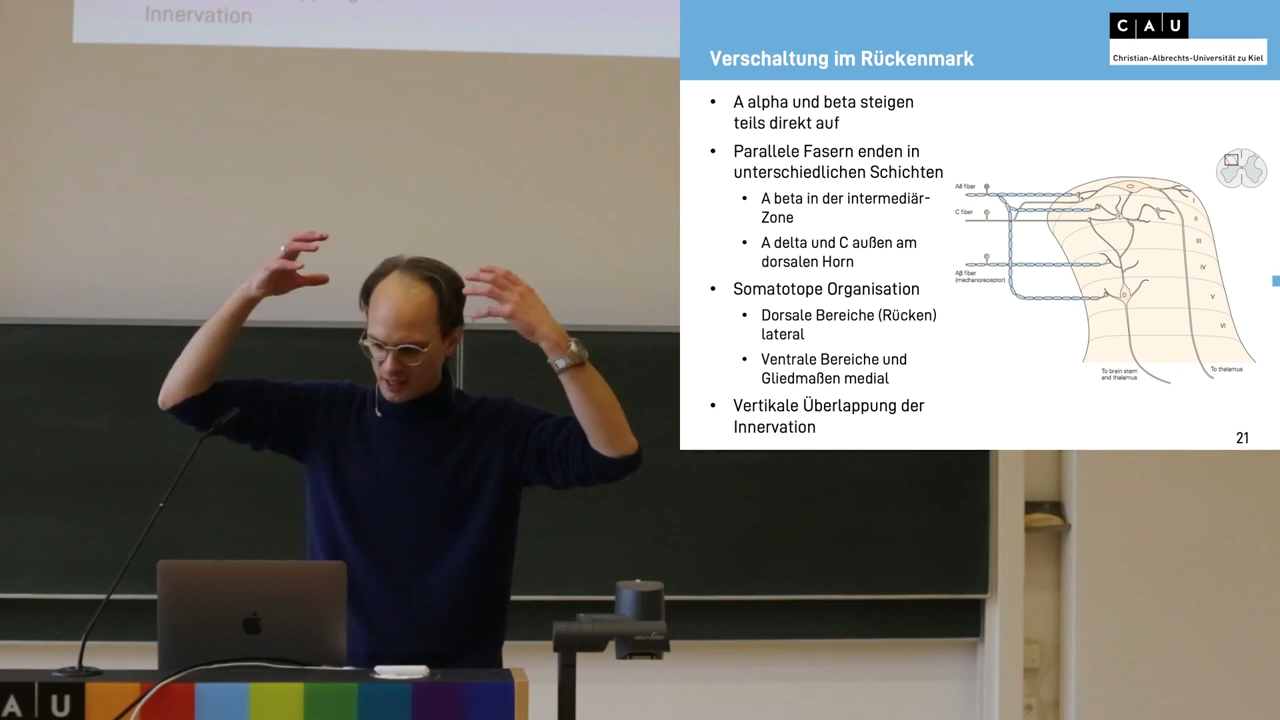 Innervation
Verschaltung im Rückenmark
C A U
Christian-Albrechts-Universität zu Kiel
• A alpha und beta steigen
teils direkt auf
• Parallele Fasern enden in
unterschiedlichen Schichten
• A beta in der intermediär-
Zone
• A delta und C außen am
dorsalen Horn
• Somatotope Organisation
• Dorsale Bereiche (Rücken)
lateral
• Ventrale Bereiche und
Gliedmaßen medial
• Vertikale Überlappung der
Innervation
Aδ fiber
C fiber
Aβ fiber
(mechanoreceptor)
I
II
III
IV
V
VI
To brain stem
and thalamus
To thalamus
21
A U